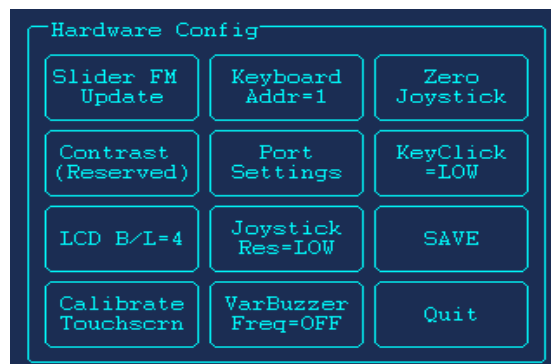 Hardware Config
Slider FM
Update
Keyboard
Addr=1
Zero
Joystick
Contrast
(Reserved)
Port
Settings
KeyClick
=LOW
LCD B/L=4
Joystick
Res=LOW
SAVE
Calibrate
Touchscrn
VarBuzzer
Freq=OFF
Quit